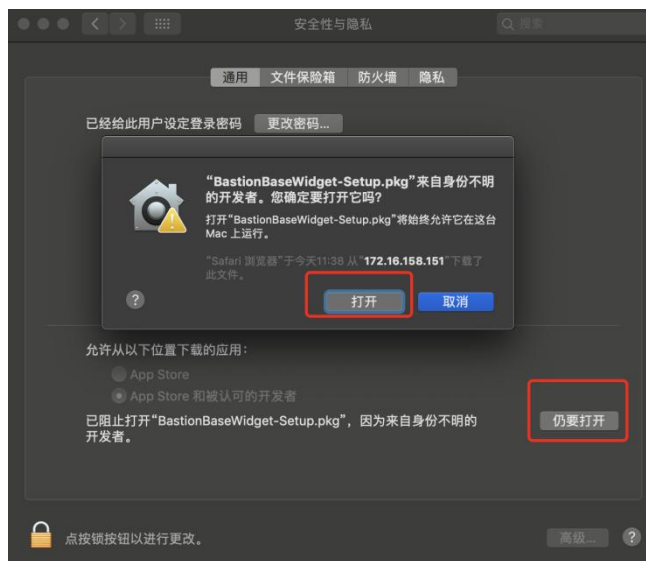 安全性与隐私
搜索
通用 文件保险箱 防火墙 隐私
已经给此用户设定登录密码 更改密码...
“BastionBaseWidget-Setup.pkg”来自身份不明
的开发者。您确定要打开它吗?
打开“BastionBaseWidget-Setup.pkg”将始终允许它在这台
Mac 上运行。
“Safari 浏览器”于今天11:38 从“172.16.158.151”下载了
此文件。
? 打开 取消
允许从以下位置下载的应用:
App Store
App Store 和被认可的开发者
已阻止打开“BastionBaseWidget-Setup.pkg”，因为来自身份不明的
开发者。
仍要打开
点按锁按钮以进行更改。
高级... ?